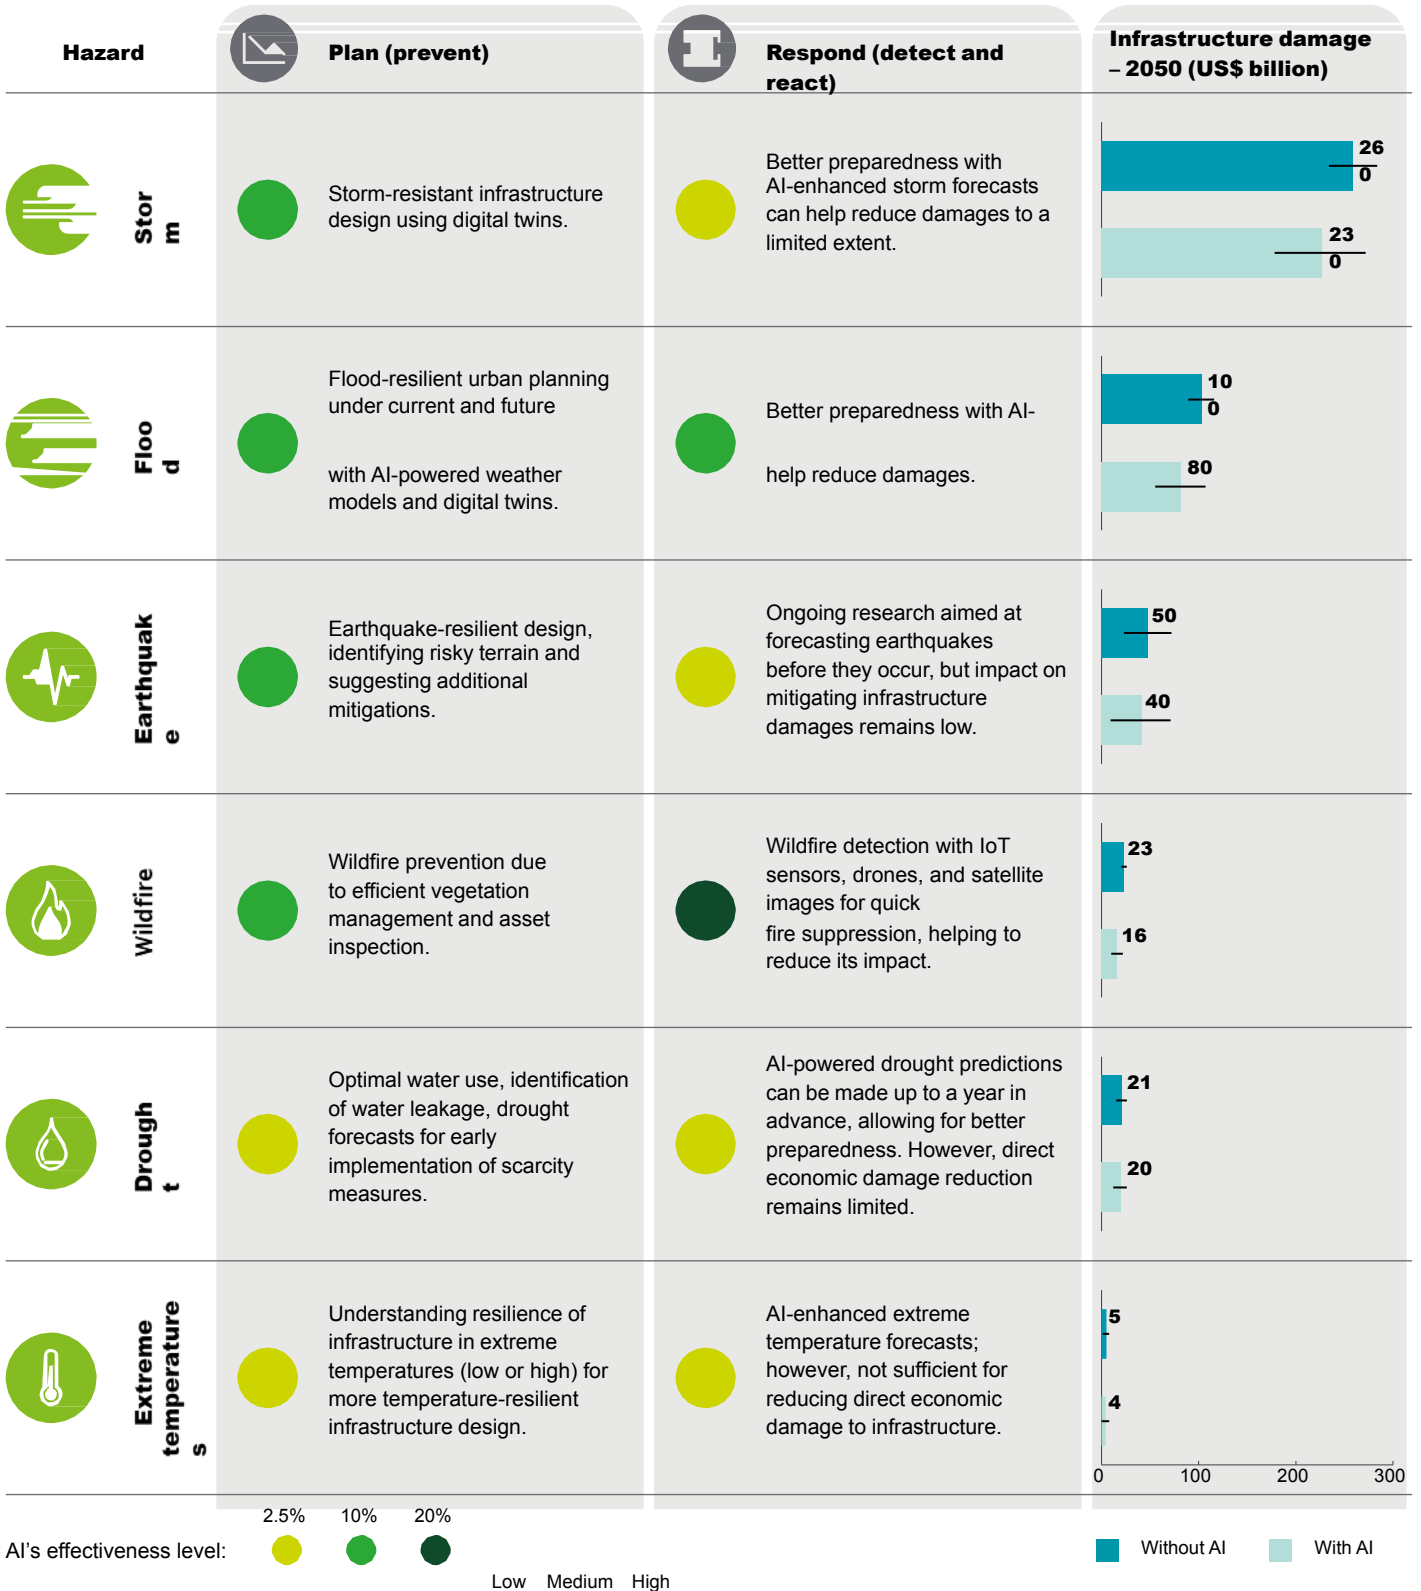 Hazard
Plan (prevent)
Respond (detect and
react)
Infrastructure damage
– 2050 (US$ billion)
Stor
m
Storm-resistant infrastructure
design using digital twins.
Better preparedness with
AI-enhanced storm forecasts
can help reduce damages to a
limited extent.
26
0
23
0
Floo
d
Flood-resilient urban planning
under current and future
with AI-powered weather
models and digital twins.
Better preparedness with AI-
help reduce damages.
10
0
80
Earthquak
e
Earthquake-resilient design,
identifying risky terrain and
suggesting additional
mitigations.
Ongoing research aimed at
forecasting earthquakes
before they occur, but impact on
mitigating infrastructure
damages remains low.
50
40
Wildfire
Wildfire prevention due
to efficient vegetation
management and asset
inspection.
Wildfire detection with IoT
sensors, drones, and satellite
images for quick
fire suppression, helping to
reduce its impact.
23
16
Drough
t
Optimal water use, identification
of water leakage, drought
forecasts for early
implementation of scarcity
measures.
AI-powered drought predictions
can be made up to a year in
advance, allowing for better
preparedness. However, direct
economic damage reduction
remains limited.
21
20
Extreme
temperature
s
Understanding resilience of
infrastructure in extreme
temperatures (low or high) for
more temperature-resilient
infrastructure design.
AI-enhanced extreme
temperature forecasts;
however, not sufficient for
reducing direct economic
damage to infrastructure.
5
4
0 100 200 300
2.5% 10% 20%
AI's effectiveness level:
Low Medium High
Without AI With AI